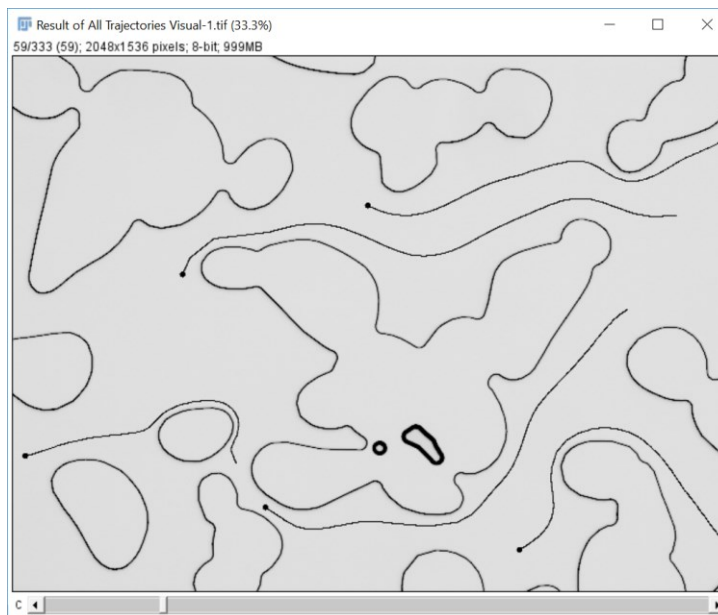 Result of All Trajectories Visual-1.tif (33.3%)
59/333 (59); 2048x1536 pixels; 8-bit; 999MB
C